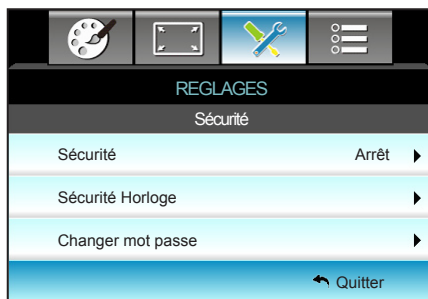 REGLAGES
Sécurité
Sécurité Arrêt
Sécurité Horloge
Changer mot passe
Quitter